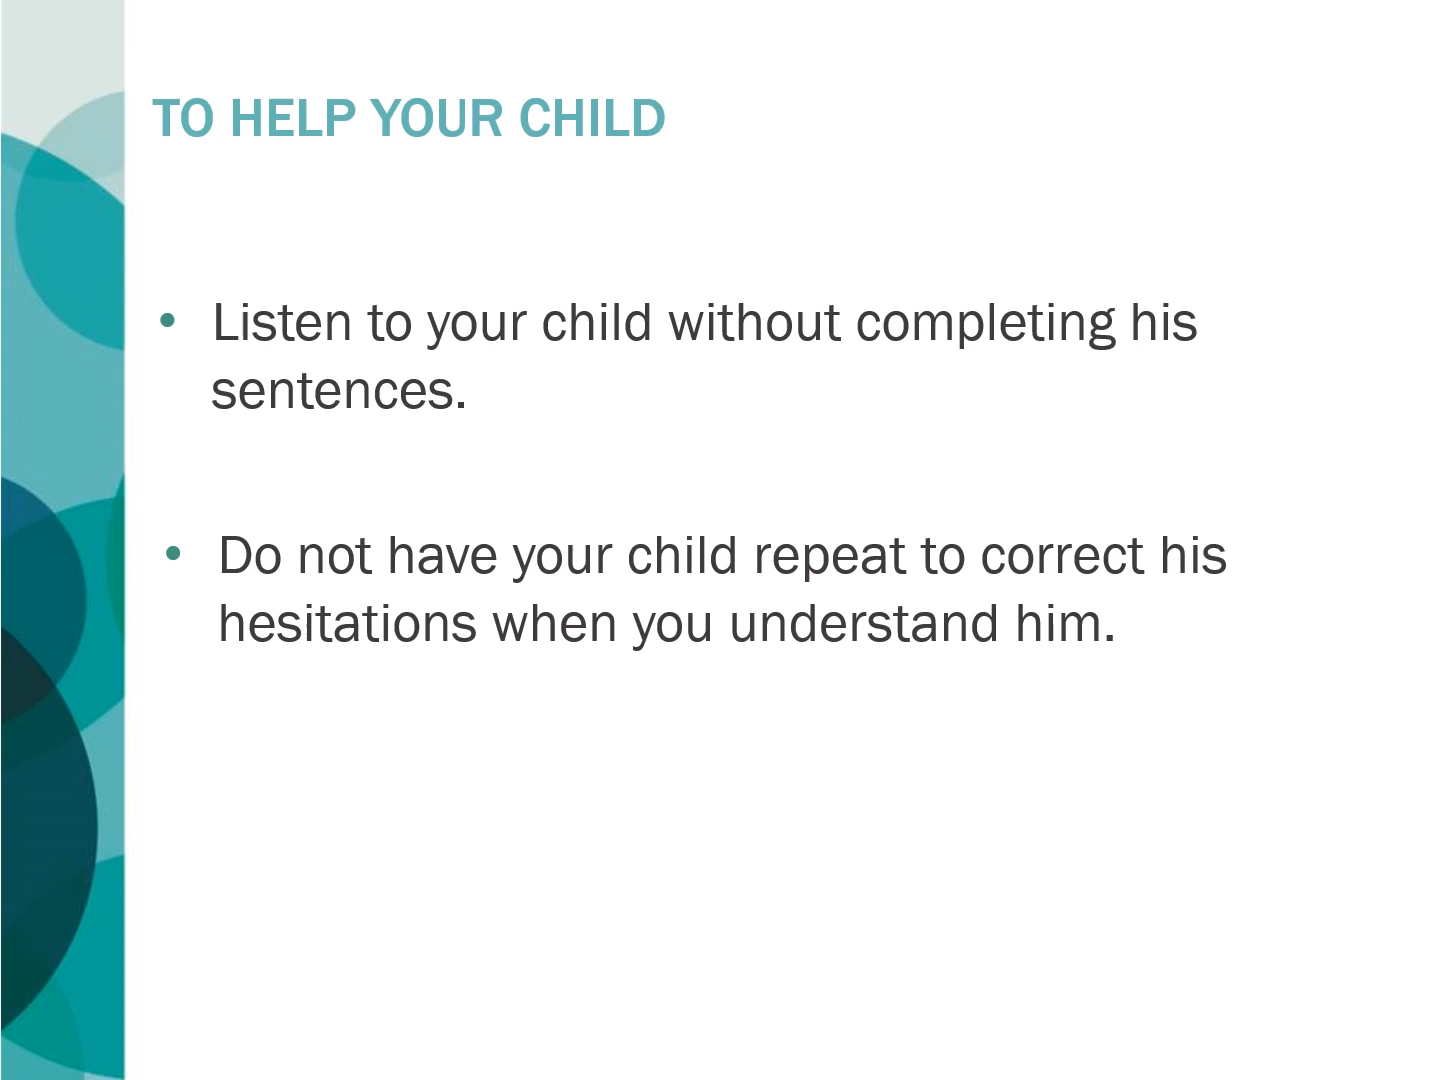 TO HELP YOUR CHILD
• Listen to your child without completing his
sentences.
• Do not have your child repeat to correct his
hesitations when you understand him.